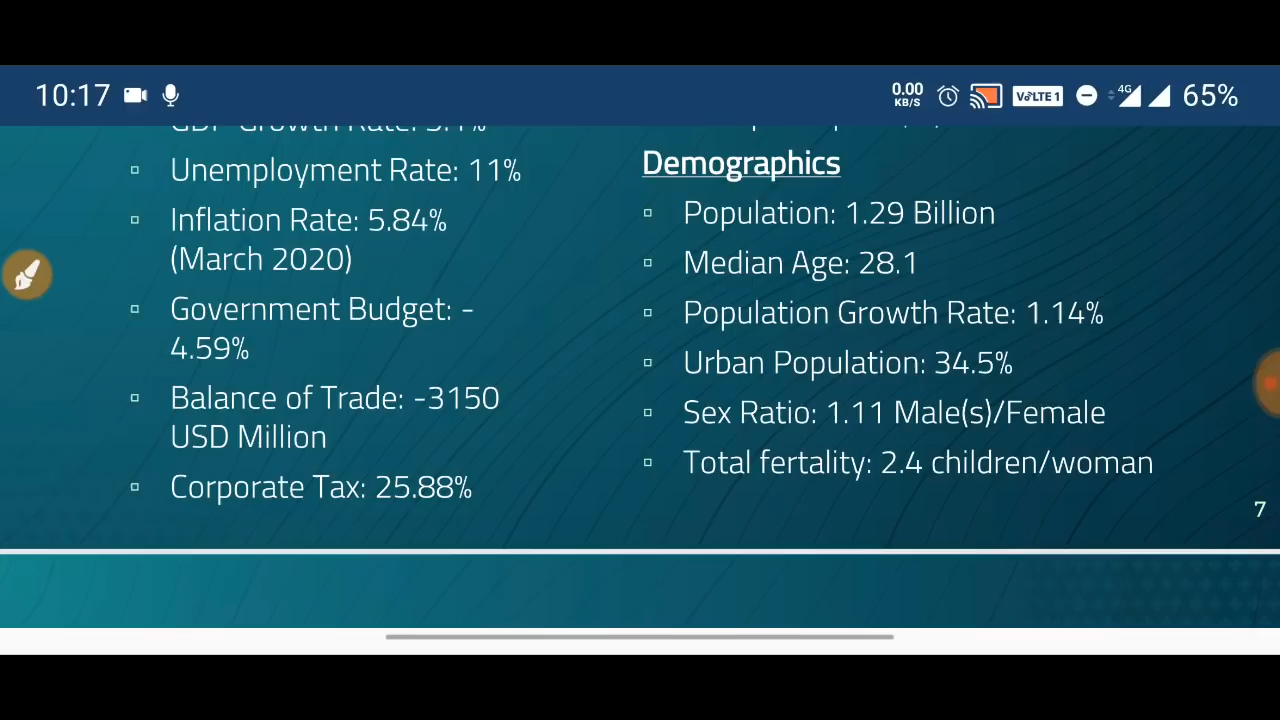 10:17
0.00
KB/S
VoLTE 1
4G
65%
Unemployment Rate: 11%
Inflation Rate: 5.84%
(March 2020)
Government Budget: -
4.59%
Balance of Trade: -3150
USD Million
Corporate Tax: 25.88%
Demographics
Population: 1.29 Billion
Median Age: 28.1
Population Growth Rate: 1.14%
Urban Population: 34.5%
Sex Ratio: 1.11 Male(s)/Female
Total fertality: 2.4 children/woman
7